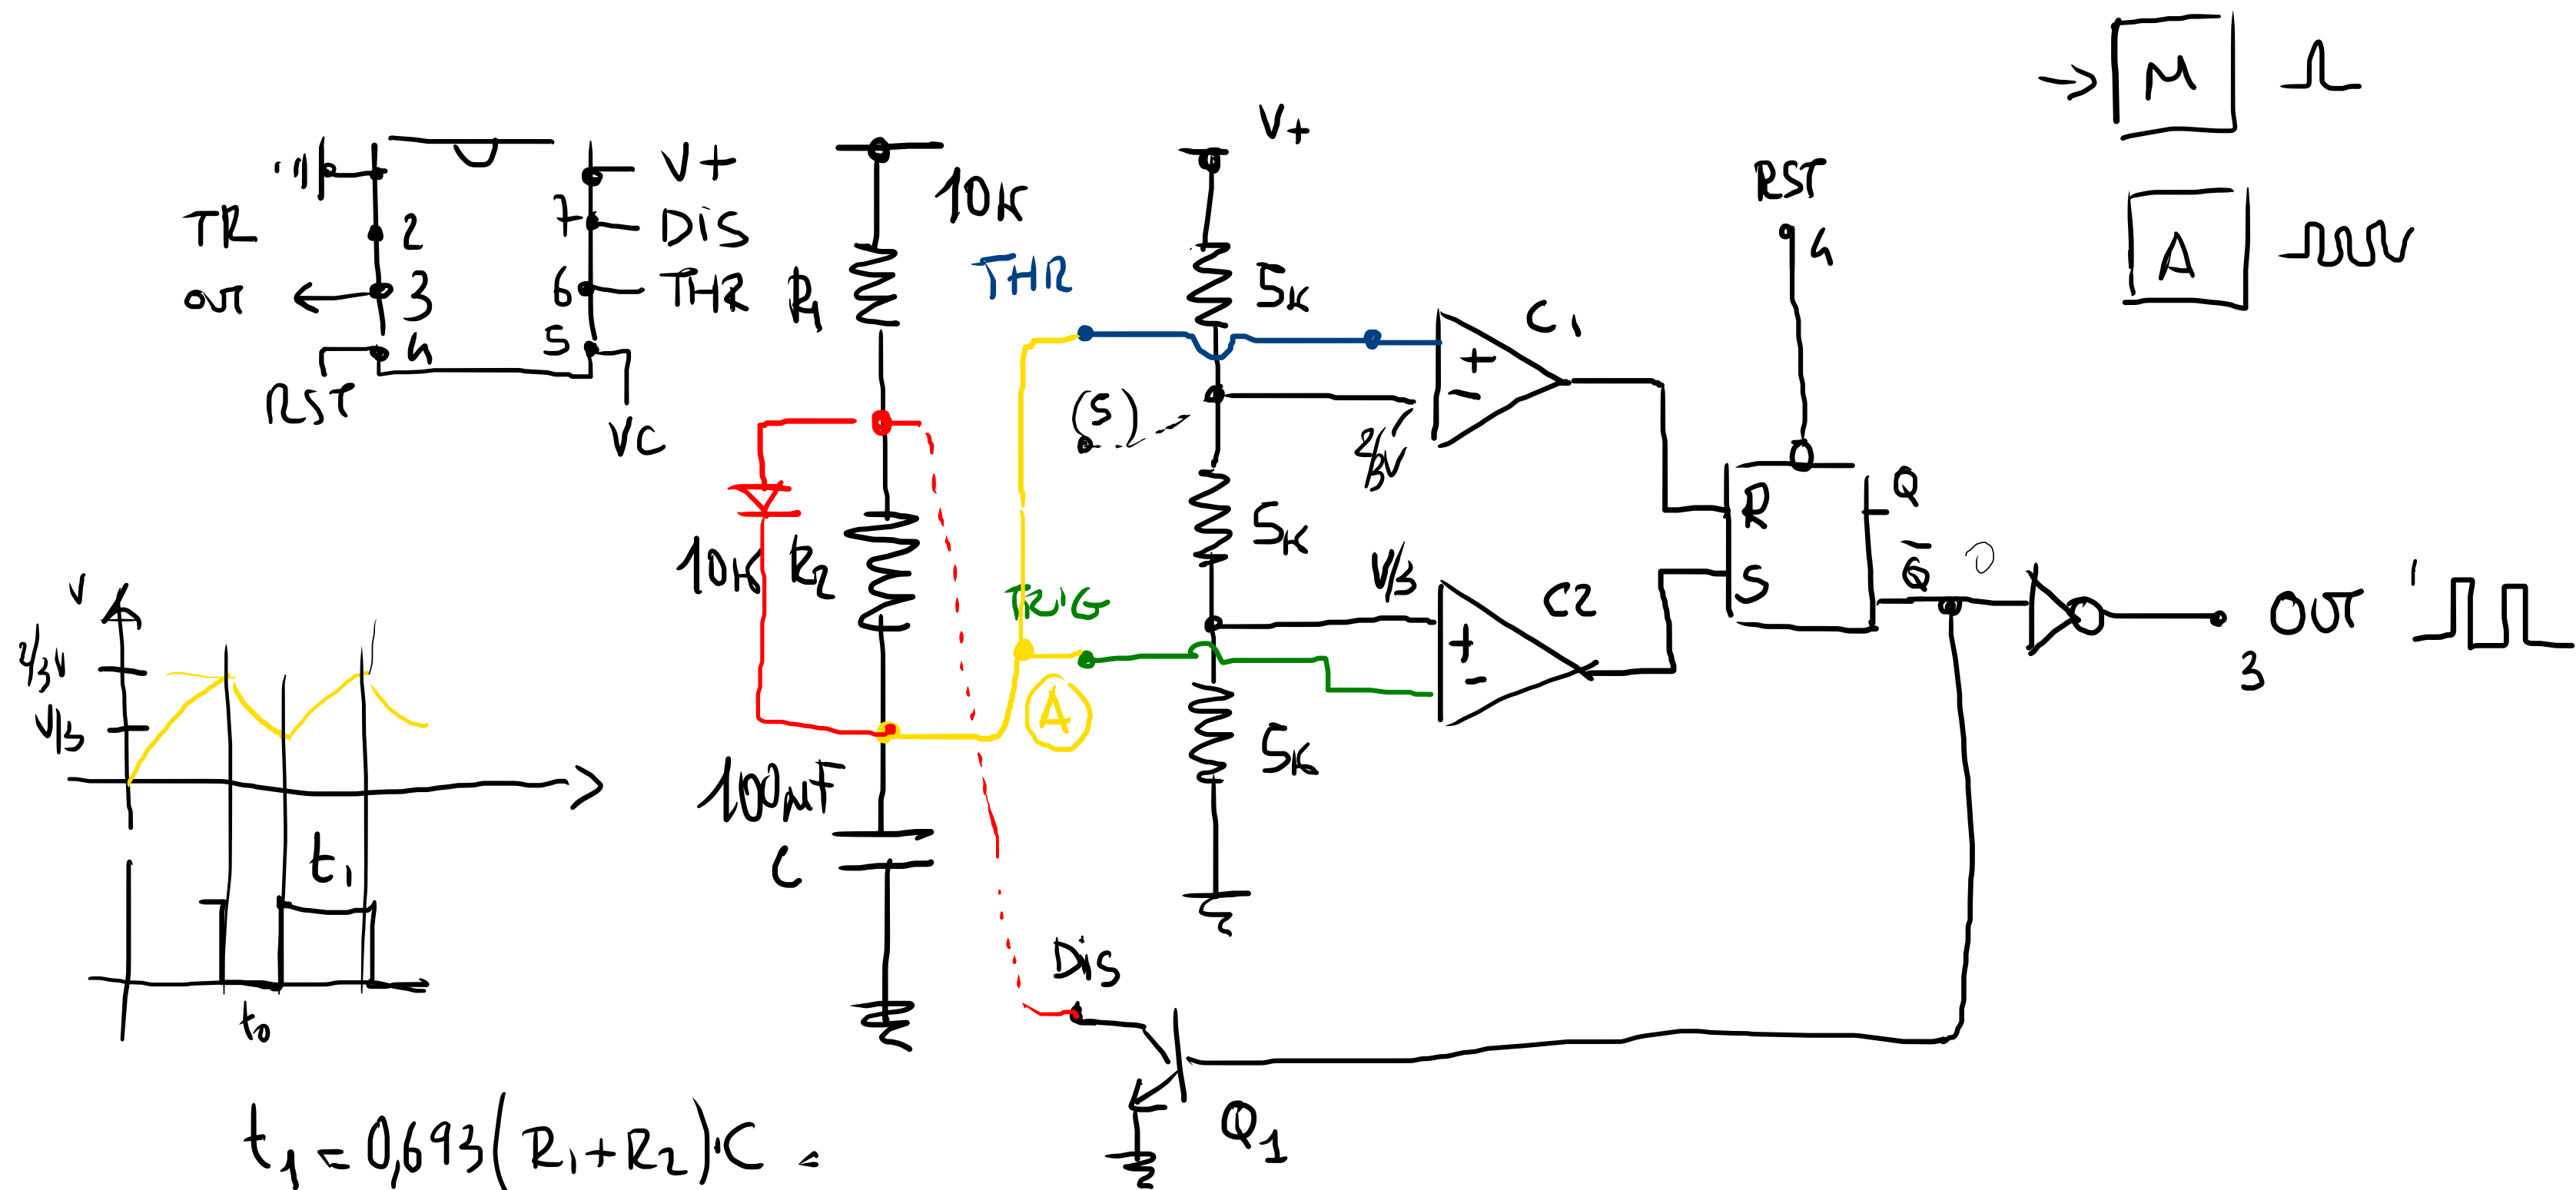 M
A
V+
TR
2
7
DIS
OUT
3
6
THR
4
5
RST
VC
10K
R1
THR
V+
5K
C1
+
-
(5)
2/3V
RST
4
R
Q
S
Q̅
0
10K
R2
5K
TRIG
V/3
C2
+
-
A
5K
1
OUT
3
100µF
C
V
2/3V
V/3
t1
t0
Dis
Q1
t1 = 0,693(R1+R2)·C =